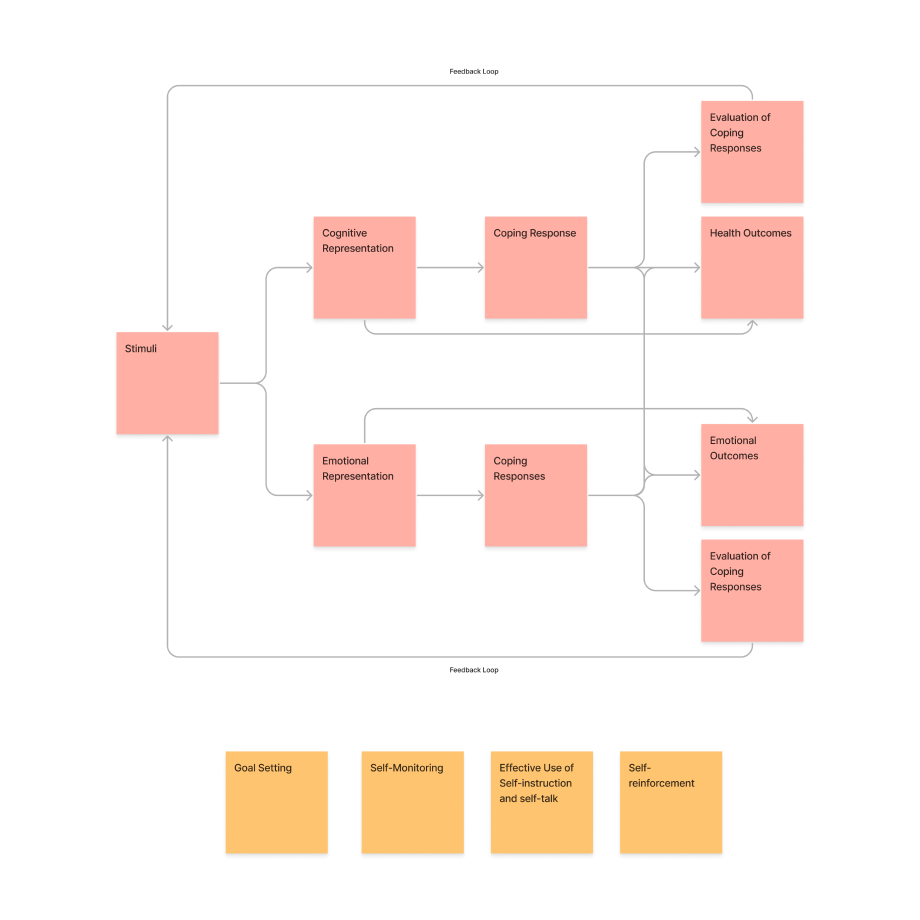 Feedback Loop
Evaluation of
Coping
Responses
Cognitive
Representation
Coping Response
Health Outcomes
Stimuli
Emotional
Representation
Coping
Responses
Emotional
Outcomes
Evaluation of
Coping
Responses
Feedback Loop
Goal Setting
Self-Monitoring
Effective Use of
Self-instruction
and self-talk
Self-
reinforcement